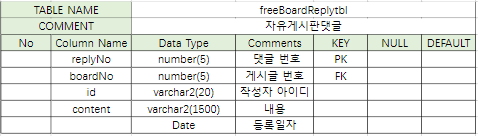 TABLE NAME freeBoardReplytbl
COMMENT 자유게시판댓글
No Column Name Data Type Comments KEY NULL DEFAULT
replyNo number(5) 댓글 번호 PK
boardNo number(5) 게시글 번호 FK
id varchar2(20) 작성자 아이디
content varchar2(1500) 내용
Date 등록일자